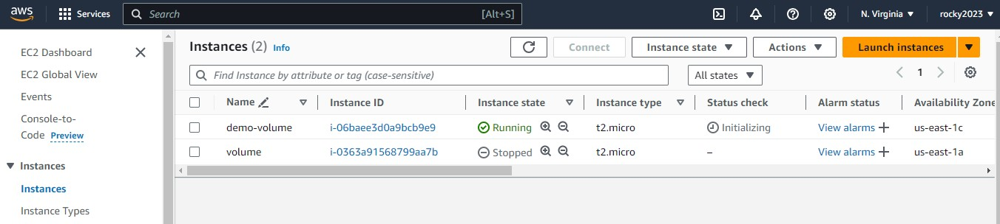 aws Services Search [Alt+S] N. Virginia rocky2023
EC2 Dashboard
EC2 Global View
Events
Console-to-
Code Preview
Instances
Instances
Instance Types
Instances (2) Info Connect Instance state Actions Launch instances
Find Instance by attribute or tag (case-sensitive) All states 1
Name Instance ID Instance state Instance type Status check Alarm status Availability Zone
demo-volume i-06baee3d0a9bcb9e9 Running t2.micro Initializing View alarms + us-east-1c
volume i-0363a91568799aa7b Stopped t2.micro – View alarms + us-east-1a